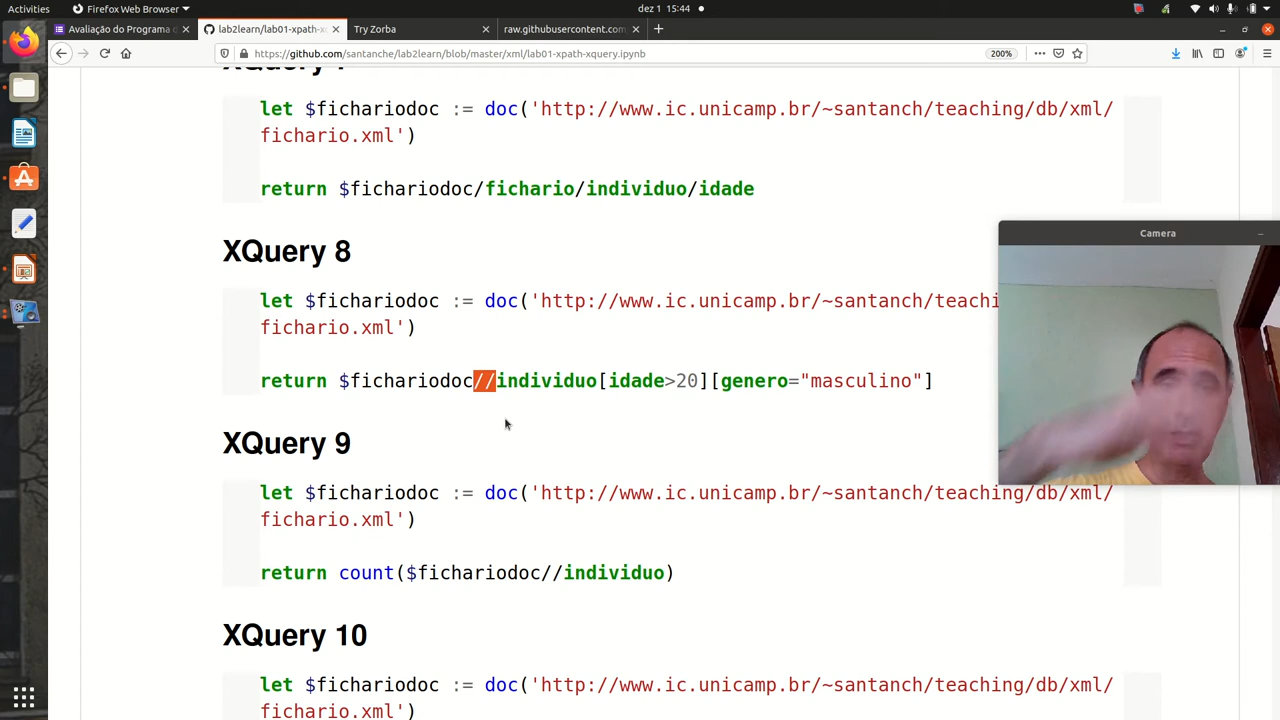 Activities
Firefox Web Browser
dez 1 15:44
Avaliação do Programa d
lab2learn/lab01-xpath-x
Try Zorba
raw.githubusercontent.com
https://github.com/santanche/lab2learn/blob/master/xml/lab01-xpath-xquery.ipynb
200%
let $fichariodoc := doc('http://www.ic.unicamp.br/~santanch/teaching/db/xml/
fichario.xml')
return $fichariodoc/fichario/individuo/idade
XQuery 8
let $fichariodoc := doc('http://www.ic.unicamp.br/~santanch/teachi
fichario.xml')
return $fichariodoc//individuo[idade>20][genero="masculino"]
Camera
XQuery 9
let $fichariodoc := doc('http://www.ic.unicamp.br/~santanch/teaching/db/xml/
fichario.xml')
return count($fichariodoc//individuo)
XQuery 10
let $fichariodoc := doc('http://www.ic.unicamp.br/~santanch/teaching/db/xml/
fichario.xml')